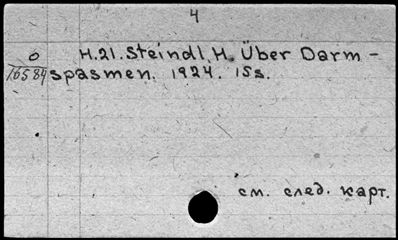 4
O H.21. Steindl, H. Über Darm-
16584 spasmen. 1924. 15s.
см. след. карт.